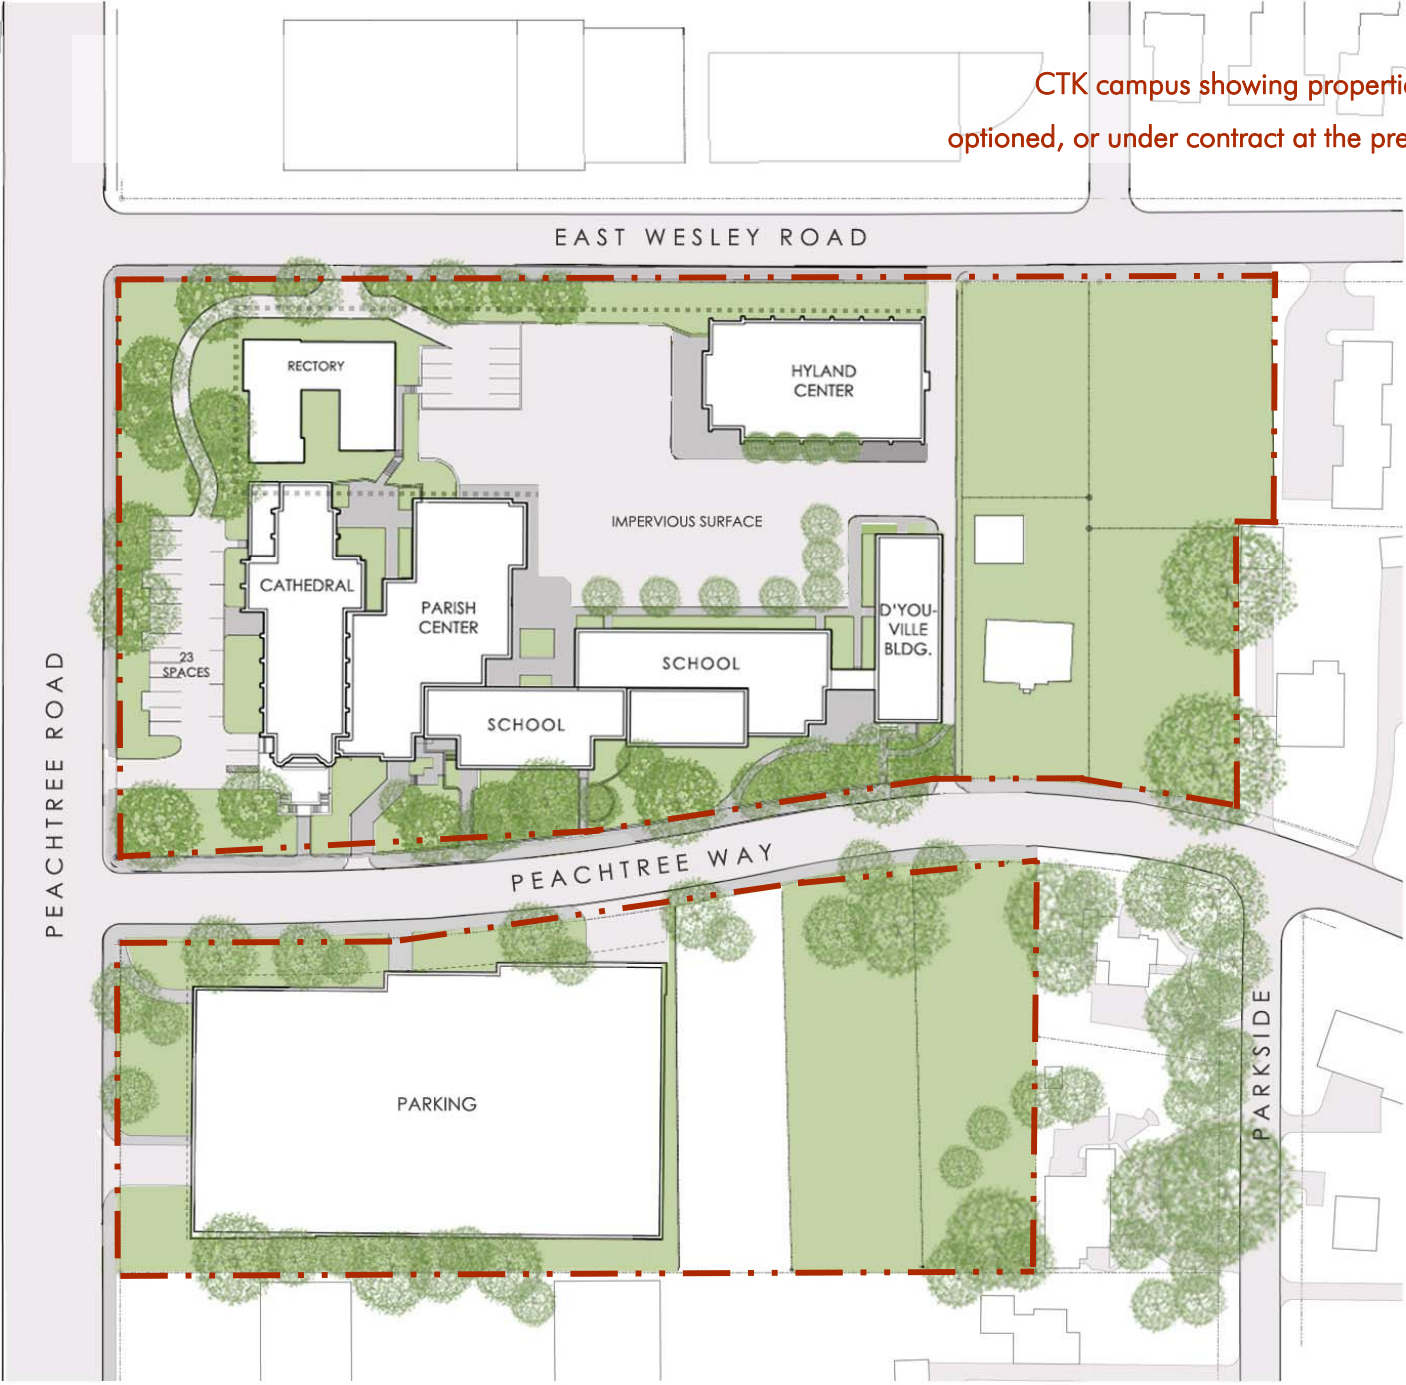 CTK campus showing properti
optioned, or under contract at the pre
EAST WESLEY ROAD
RECTORY
HYLAND
CENTER
IMPERVIOUS SURFACE
CATHEDRAL
PARISH
CENTER
D'YOU-
VILLE
BLDG.
23
SPACES
SCHOOL
SCHOOL
PEACHTREE ROAD
PEACHTREE WAY
PARKING
PARKSIDE